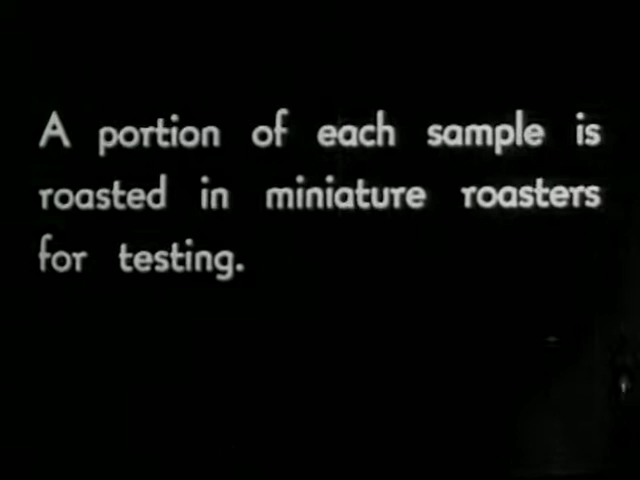 A portion of each sample is
roasted in miniature roasters
for testing.